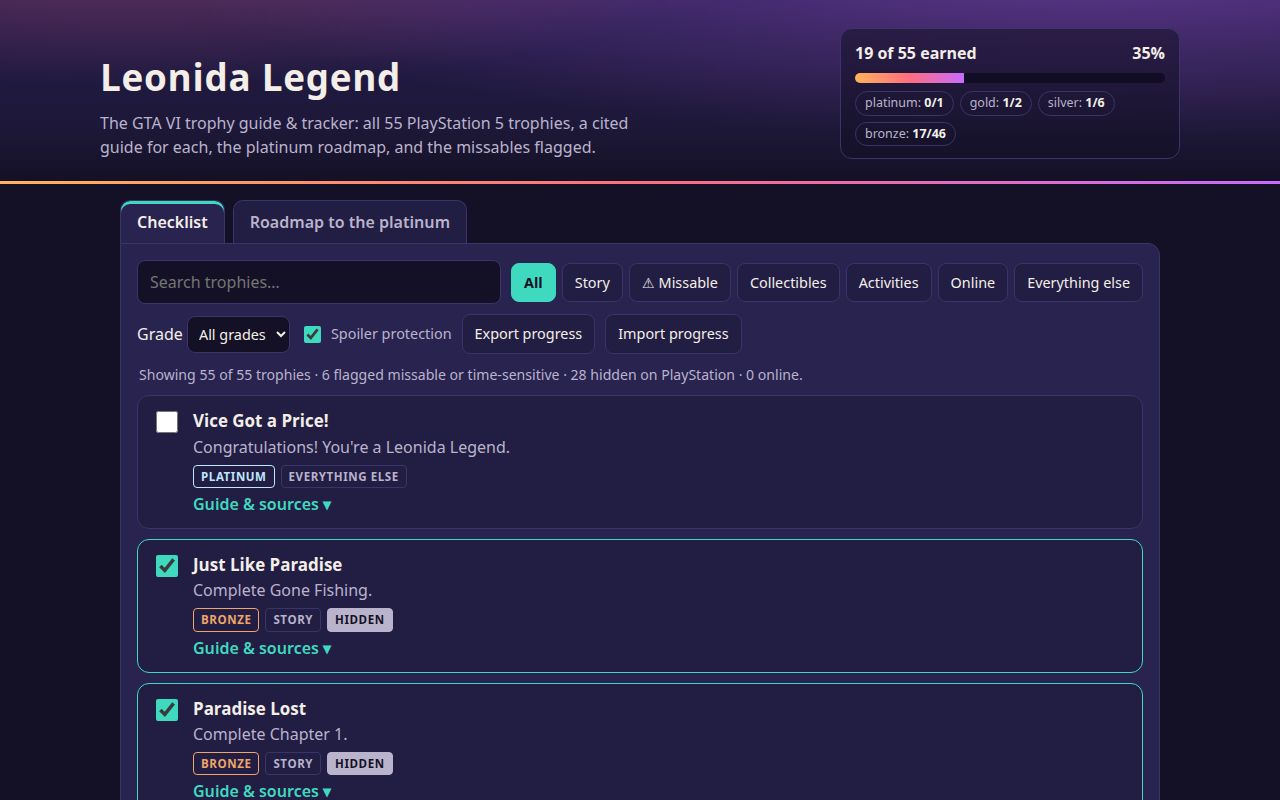 Leonida Legend
The GTA VI trophy guide & tracker: all 55 PlayStation 5 trophies, a cited
guide for each, the platinum roadmap, and the missables flagged.
19 of 55 earned 35%
platinum: 0/1 gold: 1/2 silver: 1/6
bronze: 17/46
Checklist Roadmap to the platinum
Search trophies... All Story ⚠ Missable Collectibles Activities Online Everything else
Grade All grades Spoiler protection Export progress Import progress
Showing 55 of 55 trophies · 6 flagged missable or time-sensitive · 28 hidden on PlayStation · 0 online.
Vice Got a Price!
Congratulations! You're a Leonida Legend.
PLATINUM EVERYTHING ELSE
Guide & sources ▾
Just Like Paradise
Complete Gone Fishing.
BRONZE STORY HIDDEN
Guide & sources ▾
Paradise Lost
Complete Chapter 1.
BRONZE STORY HIDDEN
Guide & sources ▾